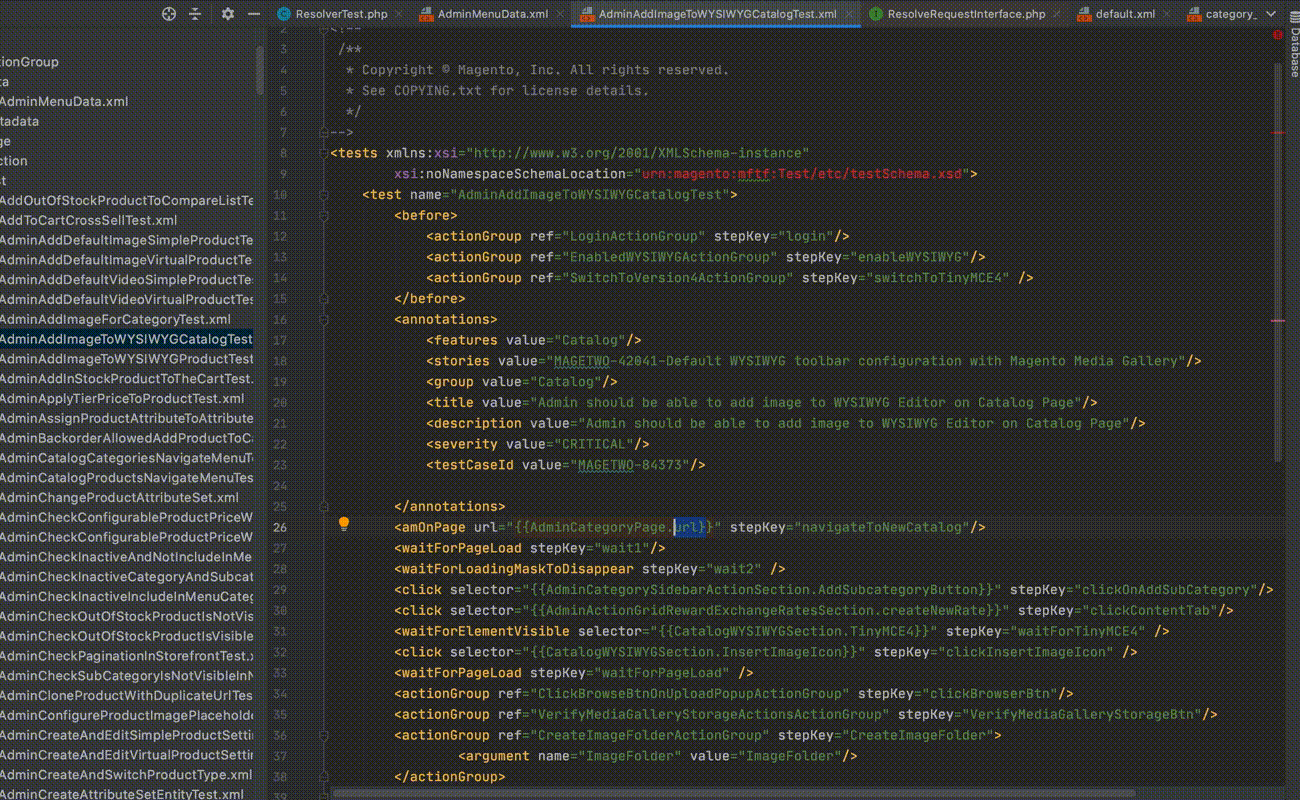 ResolverTest.php
AdminMenuData.xml
AdminAddImageToWYSIWYGCatalogTest.xml
ResolveRequestInterface.php
default.xml
category_
Database
ionGroup
ta
AdminMenuData.xml
tadata
ge
ction
st
AddOutOfStockProductToCompareListTe
AddToCartCrossSellTest.xml
AdminAddDefaultImageSimpleProductTe
AdminAddDefaultImageVirtualProductTe
AdminAddDefaultVideoSimpleProductTes
AdminAddDefaultVideoVirtualProductTes
AdminAddImageForCategoryTest.xml
AdminAddImageToWYSIWYGCatalogTest
AdminAddImageToWYSIWYGProductTest
AdminAddInStockProductToTheCartTest.
AdminApplyTierPriceToProductTest.xml
AdminAssignProductAttributeToAttribute
AdminBackorderAllowedAddProductToCa
AdminCatalogCategoriesNavigateMenuTe
AdminCatalogProductsNavigateMenuTes
AdminChangeProductAttributeSet.xml
AdminCheckConfigurableProductPriceW
AdminCheckConfigurableProductPriceW
AdminCheckInactiveAndNotIncludeInMe
AdminCheckInactiveCategoryAndSubcat
AdminCheckInactiveIncludeInMenuCateg
AdminCheckOutOfStockProductIsNotVis
AdminCheckOutOfStockProductIsVisible
AdminCheckPaginationInStorefrontTest.x
AdminCheckSubCategoryIsNotVisibleInN
AdminCloneProductWithDuplicateUrlTes
AdminConfigureProductImagePlaceholde
AdminCreateAndEditSimpleProductSetti
AdminCreateAndEditVirtualProductSettin
AdminCreateAndSwitchProductType.xml
AdminCreateAttributeSetEntityTest.xml
2 <!--
3 /**
4 * Copyright © Magento, Inc. All rights reserved.
5 * See COPYING.txt for license details.
6 */
7 -->
8 <tests xmlns:xsi="http://www.w3.org/2001/XMLSchema-instance"
9 xsi:noNamespaceSchemaLocation="urn:magento:mftf:Test/etc/testSchema.xsd">
10 <test name="AdminAddImageToWYSIWYGCatalogTest">
11 <before>
12 <actionGroup ref="LoginActionGroup" stepKey="login"/>
13 <actionGroup ref="EnabledWYSIWYGActionGroup" stepKey="enableWYSIWYG"/>
14 <actionGroup ref="SwitchToVersion4ActionGroup" stepKey="switchToTinyMCE4" />
15 </before>
16 <annotations>
17 <features value="Catalog"/>
18 <stories value="MAGETWO-42041-Default WYSIWYG toolbar configuration with Magento Media Gallery"/>
19 <group value="Catalog"/>
20 <title value="Admin should be able to add image to WYSIWYG Editor on Catalog Page"/>
21 <description value="Admin should be able to add image to WYSIWYG Editor on Catalog Page"/>
22 <severity value="CRITICAL"/>
23 <testCaseId value="MAGETWO-84373"/>
24
25 </annotations>
26 <amOnPage url="{{AdminCategoryPage.url}}" stepKey="navigateToNewCatalog"/>
27 <waitForPageLoad stepKey="wait1"/>
28 <waitForLoadingMaskToDisappear stepKey="wait2" />
29 <click selector="{{AdminCategorySidebarActionSection.AddSubcategoryButton}}" stepKey="clickOnAddSubCategory"/>
30 <click selector="{{AdminActionGridRewardExchangeRatesSection.createNewRate}}" stepKey="clickContentTab"/>
31 <waitForElementVisible selector="{{CatalogWYSIWYGSection.TinyMCE4}}" stepKey="waitForTinyMCE4" />
32 <click selector="{{CatalogWYSIWYGSection.InsertImageIcon}}" stepKey="clickInsertImageIcon" />
33 <waitForPageLoad stepKey="waitForPageLoad" />
34 <actionGroup ref="ClickBrowseBtnOnUploadPopupActionGroup" stepKey="clickBrowserBtn"/>
35 <actionGroup ref="VerifyMediaGalleryStorageActionsActionGroup" stepKey="VerifyMediaGalleryStorageBtn"/>
36 <actionGroup ref="CreateImageFolderActionGroup" stepKey="CreateImageFolder">
37 <argument name="ImageFolder" value="ImageFolder"/>
38 </actionGroup>
39